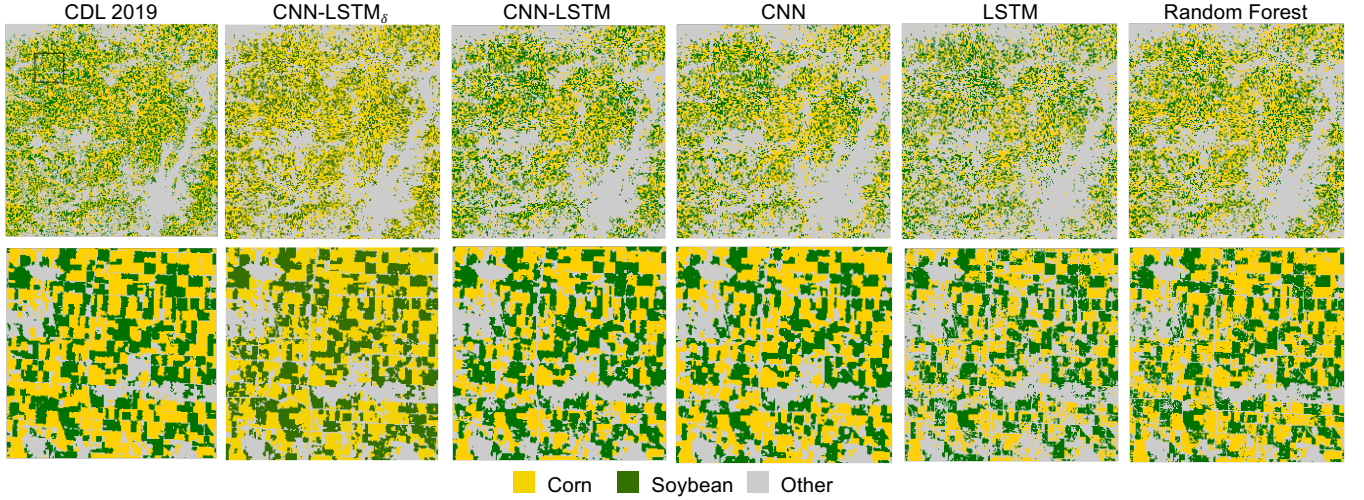 CDL 2019 CNN-LSTMδ CNN-LSTM CNN LSTM Random Forest
Corn Soybean Other